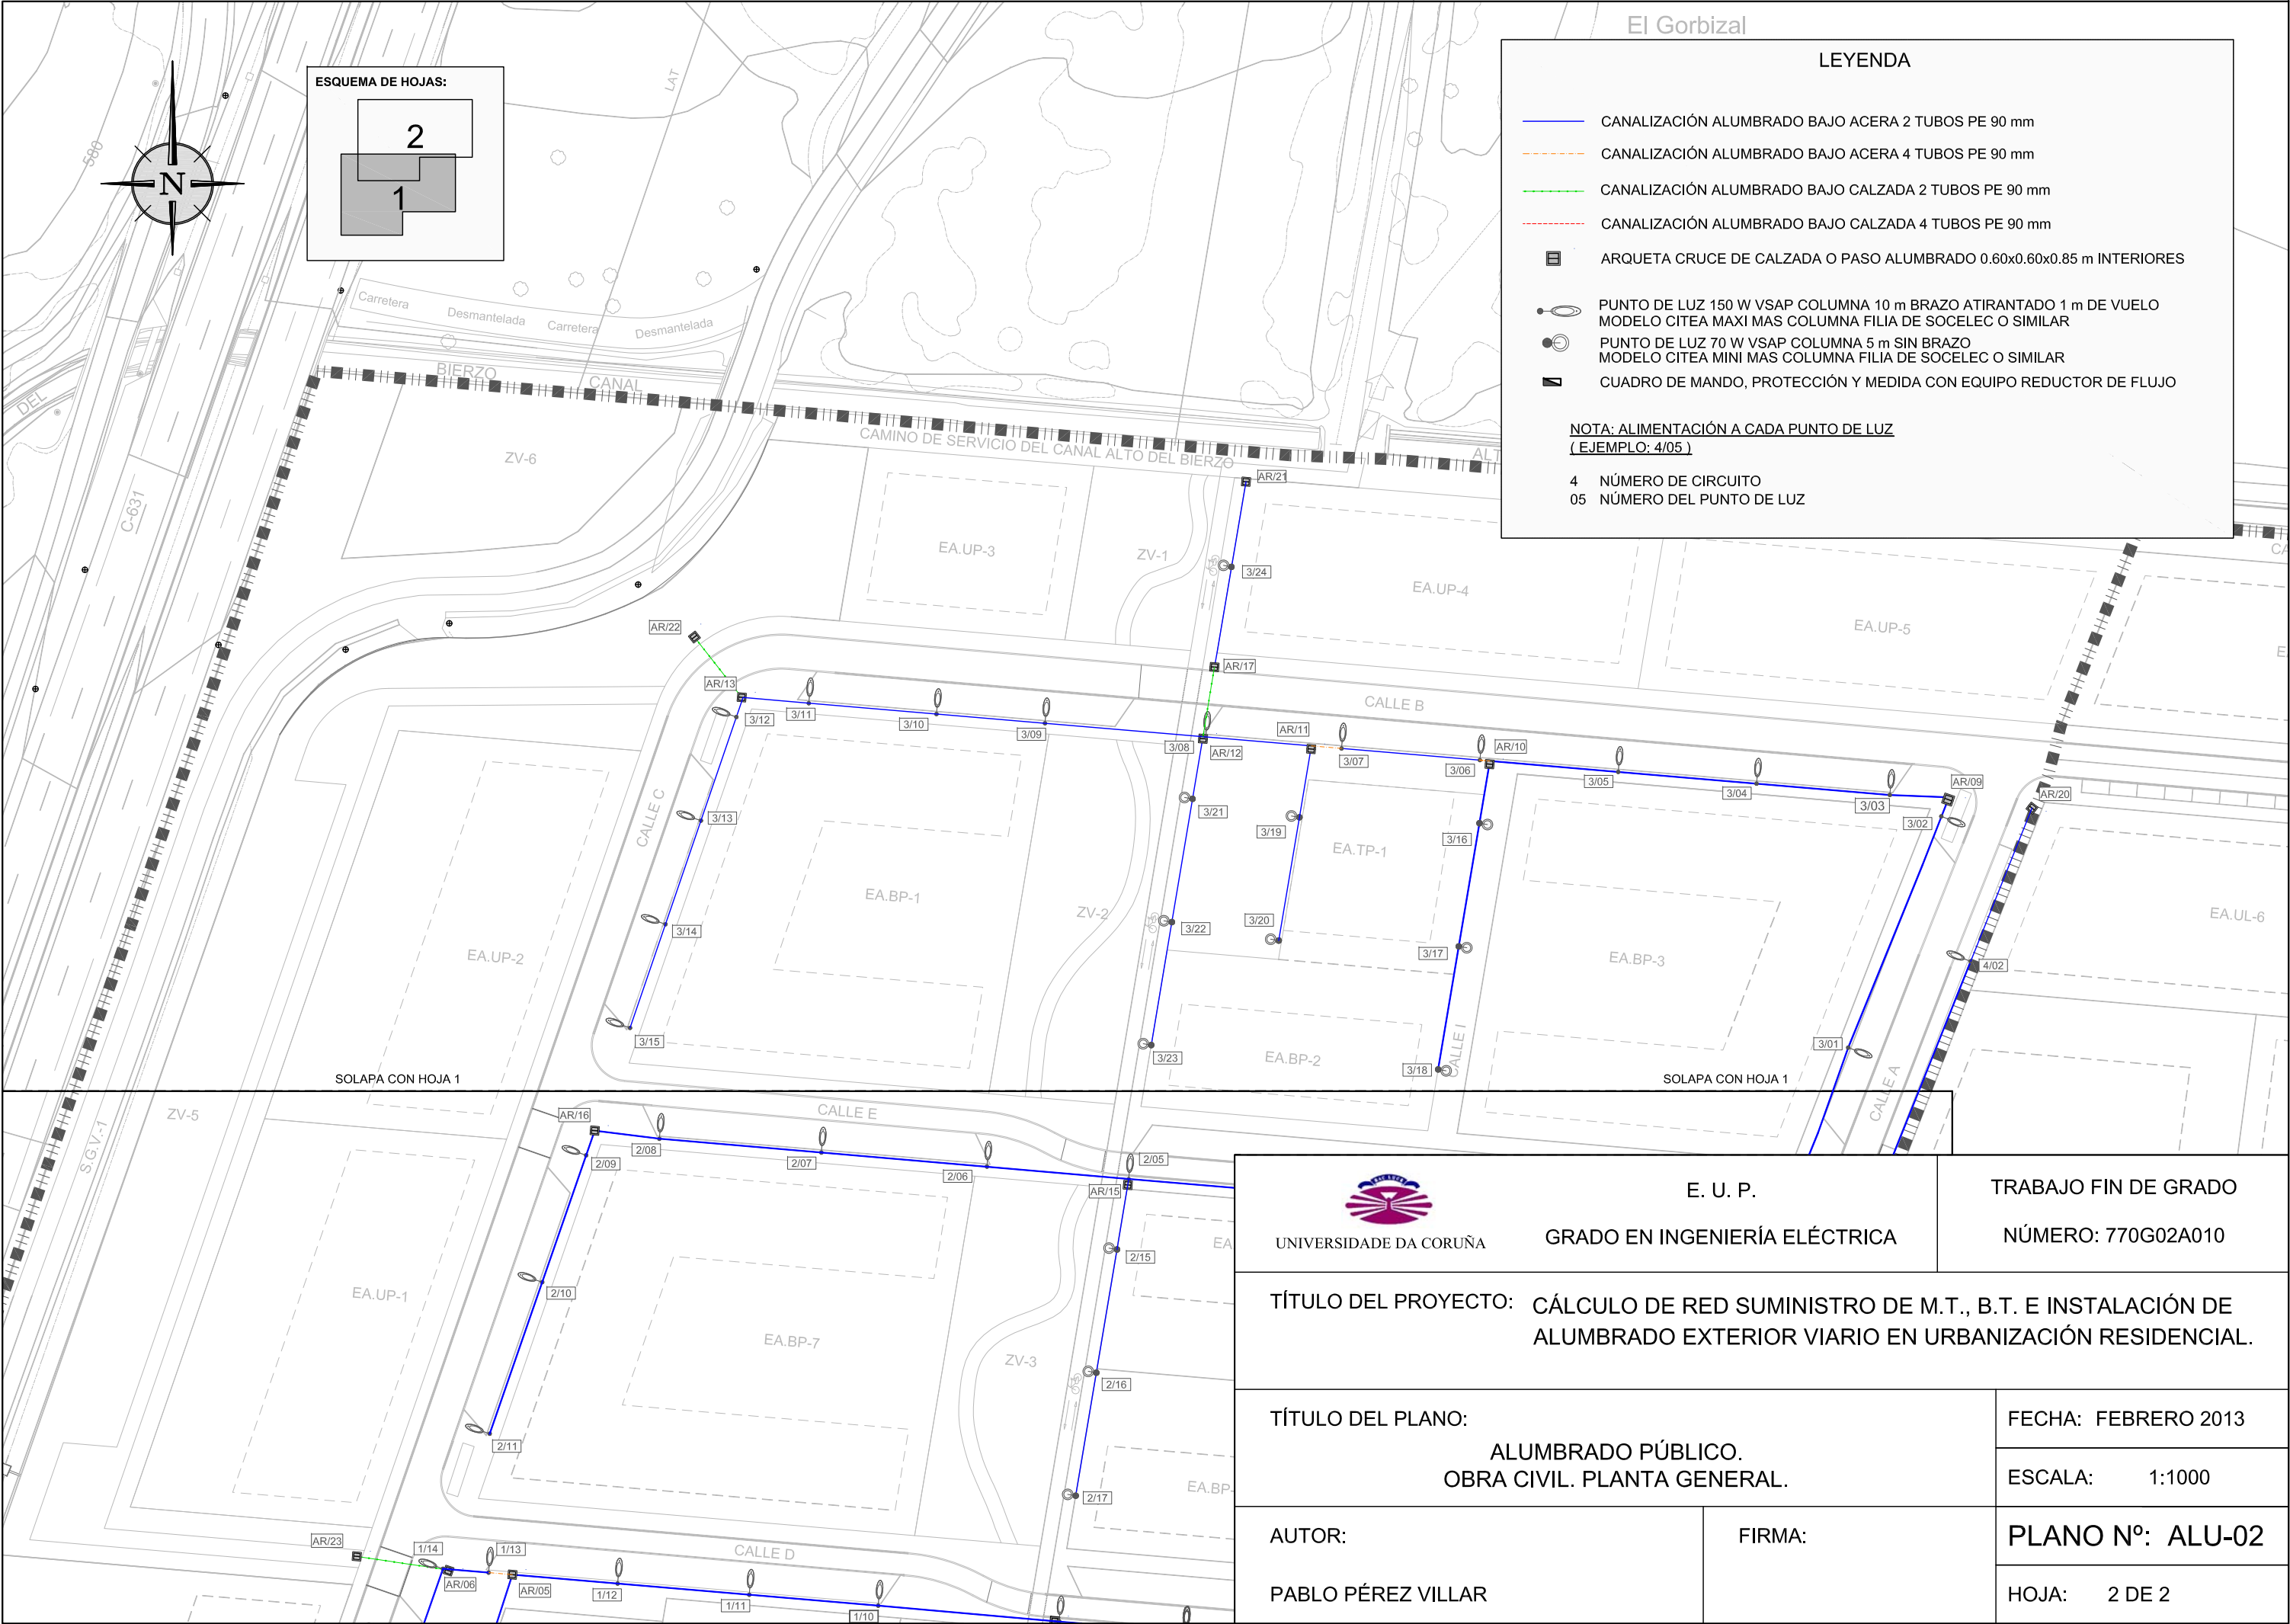 El Gorbizal
ESQUEMA DE HOJAS:
2
1
N
LEYENDA
CANALIZACIÓN ALUMBRADO BAJO ACERA 2 TUBOS PE 90 mm
CANALIZACIÓN ALUMBRADO BAJO ACERA 4 TUBOS PE 90 mm
CANALIZACIÓN ALUMBRADO BAJO CALZADA 2 TUBOS PE 90 mm
CANALIZACIÓN ALUMBRADO BAJO CALZADA 4 TUBOS PE 90 mm
ARQUETA CRUCE DE CALZADA O PASO ALUMBRADO 0.60x0.60x0.85 m INTERIORES
PUNTO DE LUZ 150 W VSAP COLUMNA 10 m BRAZO ATIRANTADO 1 m DE VUELO
MODELO CITEA MAXI MAS COLUMNA FILIA DE SOCELEC O SIMILAR
PUNTO DE LUZ 70 W VSAP COLUMNA 5 m SIN BRAZO
MODELO CITEA MINI MAS COLUMNA FILIA DE SOCELEC O SIMILAR
CUADRO DE MANDO, PROTECCIÓN Y MEDIDA CON EQUIPO REDUCTOR DE FLUJO
NOTA: ALIMENTACIÓN A CADA PUNTO DE LUZ
( EJEMPLO: 4/05 )
4 NÚMERO DE CIRCUITO
05 NÚMERO DEL PUNTO DE LUZ
LAT
580
Carretera Desmantelada Carretera Desmantelada
DEL
BIERZO CANAL
CAMINO DE SERVICIO DEL CANAL ALTO DEL BIERZO
ALT
C-631
ZV-6
AR/21
EA.UP-3
ZV-1
3/24
EA.UP-4
EA.UP-5
CA
E
AR/22
AR/17
AR/13
3/12
3/11
3/10
3/09
3/08
AR/12
AR/11
3/07
CALLE B
3/06
AR/10
3/05
3/04
3/03
AR/09
3/02
AR/20
CALLE C
3/13
3/21
3/19
EA.TP-1
3/16
EA.BP-1
ZV-2
3/14
3/22
3/20
3/17
EA.BP-3
EA.UL-6
4/02
EA.UP-2
3/15
3/23
EA.BP-2
3/18
CALLE I
3/01
CALLE A
SOLAPA CON HOJA 1
SOLAPA CON HOJA 1
ZV-5
S.G.V.-1
AR/16
CALLE E
2/09
2/08
2/07
2/06
2/05
AR/15
2/15
EA
EA.UP-1
2/10
EA.BP-7
ZV-3
2/16
2/11
2/17
EA.BP-
AR/23
1/14
1/13
AR/06
AR/05
CALLE D
1/12
1/11
1/10
UNIVERSIDADE DA CORUÑA
E. U. P.
GRADO EN INGENIERÍA ELÉCTRICA
TRABAJO FIN DE GRADO
NÚMERO: 770G02A010
TÍTULO DEL PROYECTO: CÁLCULO DE RED SUMINISTRO DE M.T., B.T. E INSTALACIÓN DE
ALUMBRADO EXTERIOR VIARIO EN URBANIZACIÓN RESIDENCIAL.
TÍTULO DEL PLANO:
ALUMBRADO PÚBLICO.
OBRA CIVIL. PLANTA GENERAL.
FECHA: FEBRERO 2013
ESCALA: 1:1000
AUTOR:
PABLO PÉREZ VILLAR
FIRMA:
PLANO Nº: ALU-02
HOJA: 2 DE 2